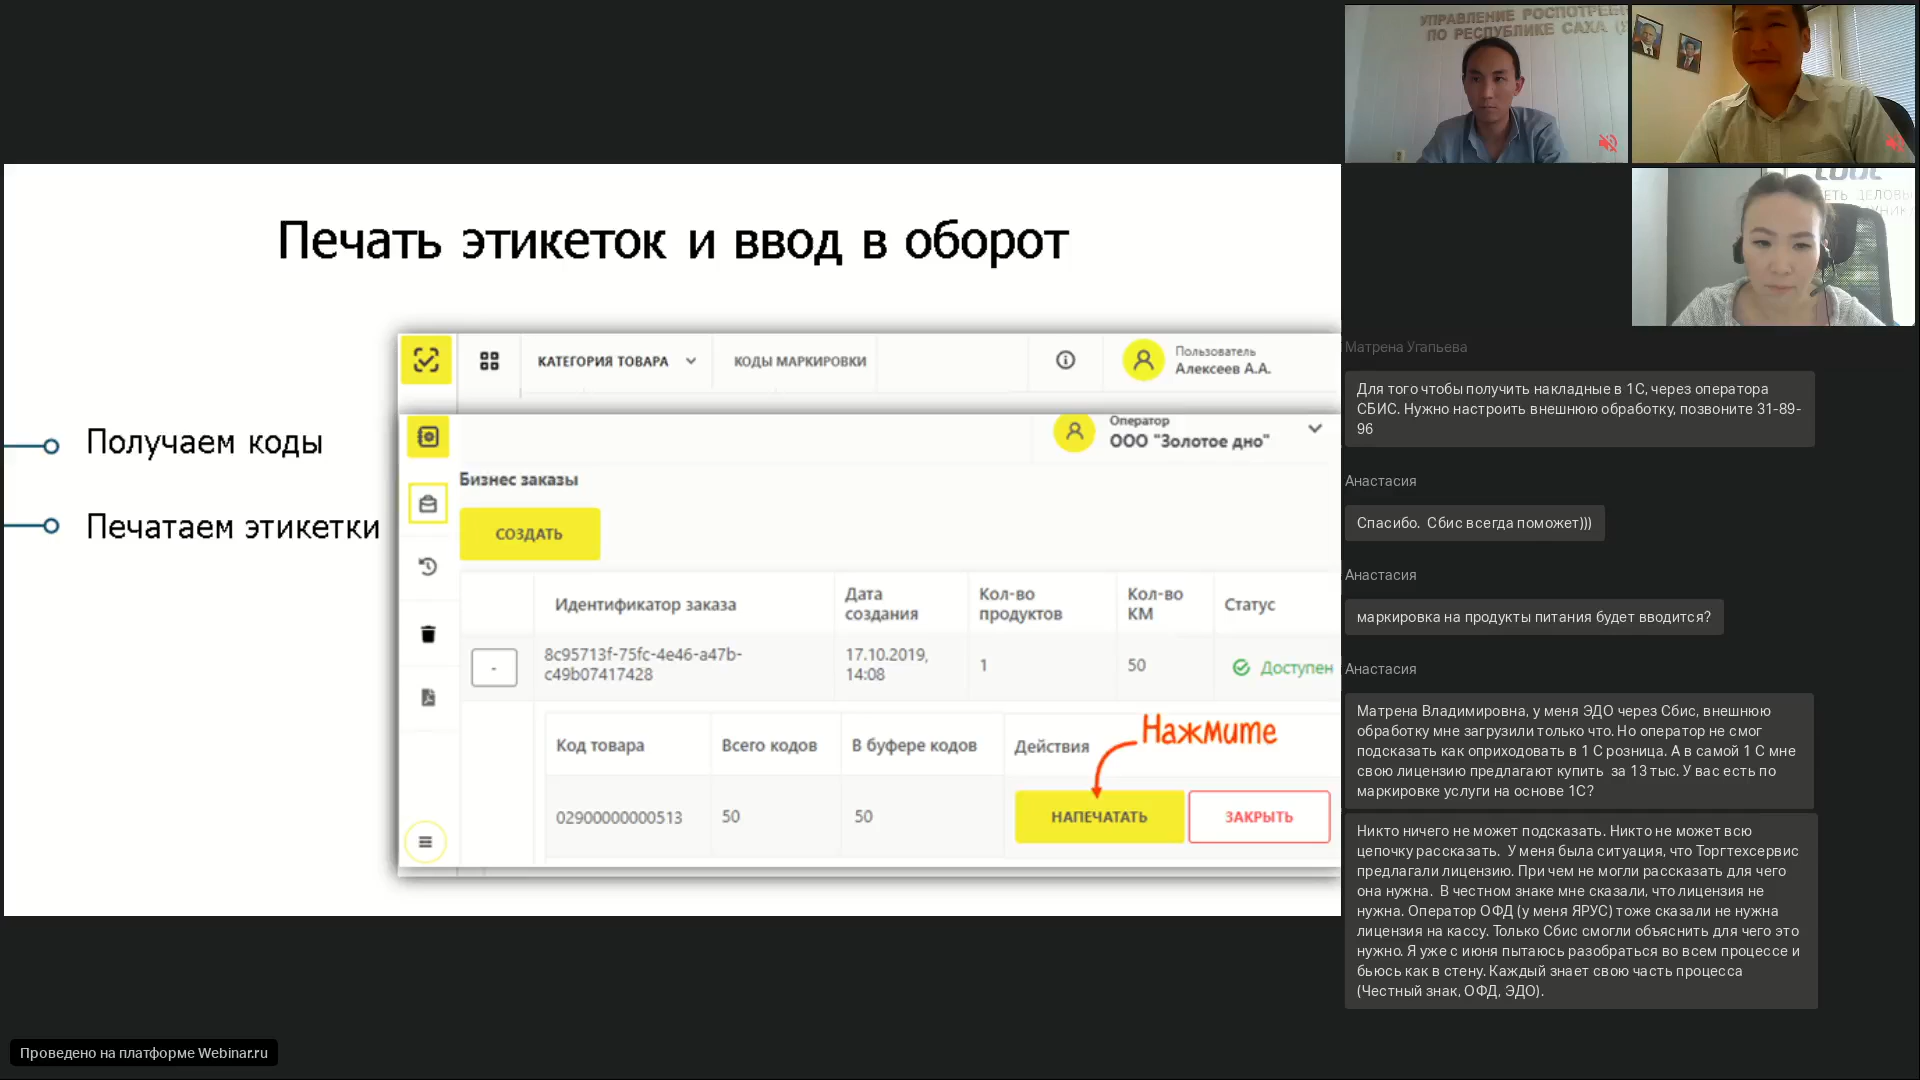 Печать этикеток и ввод в оборот
Получаем коды
Печатаем этикетки
КАТЕГОРИЯ ТОВАРА
КОДЫ МАРКИРОВКИ
Пользователь
Алексеев А.А.
Оператор
ООО "Золотое дно"
Бизнес заказы
СОЗДАТЬ
Идентификатор заказа
Дата
создания
Кол-во
продуктов
Кол-во
КМ
Статус
-
8c95713f-75fc-4e46-a47b-
c49b07417428
17.10.2019,
14:08
1
50
Доступен
Нажмите
Код товара
Всего кодов
В буфере кодов
Действия
02900000000513
50
50
НАПЕЧАТАТЬ
ЗАКРЫТЬ
УПРАВЛЕНИЕ РОСПОТРЕБ
ПО РЕСПУБЛИКЕ САХА (
Матрена Угапьева
Для того чтобы получить накладные в 1С, через оператора
СБИС. Нужно настроить внешнюю обработку, позвоните 31-89-
96
Анастасия
Спасибо. Сбис всегда поможет)))
Анастасия
маркировка на продукты питания будет вводится?
Анастасия
Матрена Владимировна, у меня ЭДО через Сбис, внешнюю
обработку мне загрузили только что. Но оператор не смог
подсказать как оприходовать в 1 С розница. А в самой 1 С мне
свою лицензию предлагают купить за 13 тыс. У вас есть по
маркировке услуги на основе 1С?
Никто ничего не может подсказать. Никто не может всю
цепочку рассказать. У меня была ситуация, что Торгтехсервис
предлагали лицензию. При чем не могли рассказать для чего
она нужна. В честном знаке мне сказали, что лицензия не
нужна. Оператор ОФД (у меня ЯРУС) тоже сказали не нужна
лицензия на кассу. Только Сбис смогли объяснить для чего это
нужно. Я уже с июня пытаюсь разобраться во всем процессе и
бьюсь как в стену. Каждый знает свою часть процесса
(Честный знак, ОФД, ЭДО).
Проведено на платформе Webinar.ru